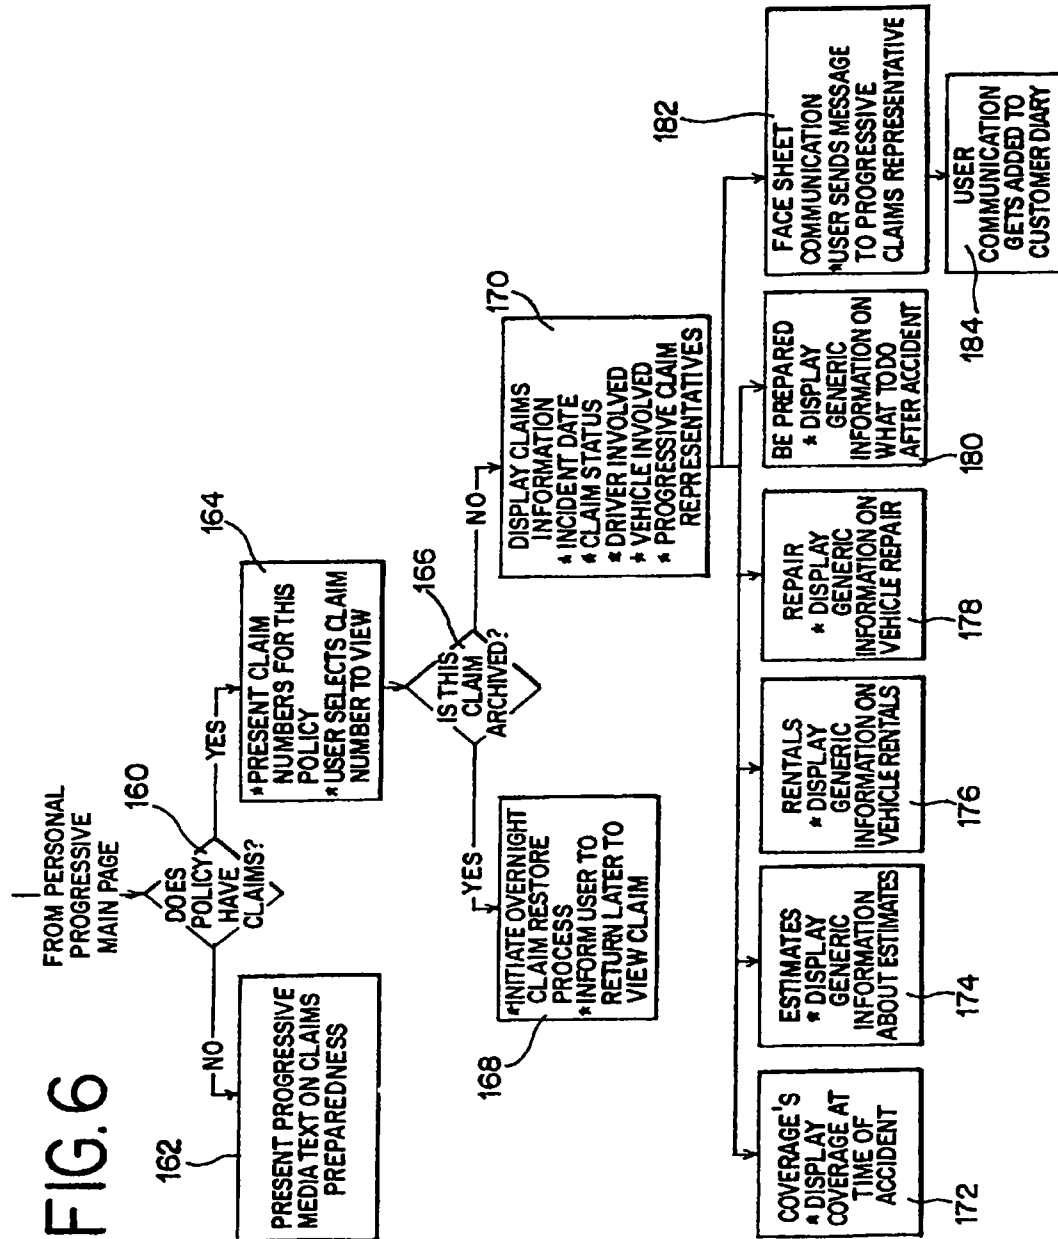 FIG. 6
FROM PERSONAL
PROGRESSIVE
MAIN PAGE
160
DOES
POLICY
HAVE
CLAIMS?
NO
YES
162
PRESENT PROGRESSIVE
MEDIA TEXT ON CLAIMS
PREPAREDNESS
164
*PRESENT CLAIM
NUMBERS FOR THIS
POLICY
*USER SELECTS CLAIM
NUMBER TO VIEW
166
IS THIS
CLAIM
ARCHIVED?
YES
NO
*INITIATE OVERNIGHT
CLAIM RESTORE
PROCESS
*INFORM USER TO
RETURN LATER TO
VIEW CLAIM
168
170
DISPLAY CLAIMS
INFORMATION
* INCIDENT DATE
* CLAIM STATUS
* DRIVER INVOLVED
* VEHICLE INVOLVED
* PROGRESSIVE CLAIM
REPRESENTATIVES
COVERAGE'S
* DISPLAY
COVERAGE AT
TIME OF
ACCIDENT
172
ESTIMATES
* DISPLAY
GENERIC
INFORMATION
ABOUT ESTIMATES
174
RENTALS
* DISPLAY
GENERIC
INFORMATION ON
VEHICLE RENTALS
176
REPAIR
* DISPLAY
GENERIC
INFORMATION ON
VEHICLE REPAIR
178
BE PREPARED
* DISPLAY
GENERIC
INFORMATION ON
WHAT TO DO
AFTER ACCIDENT
180
182
FACE SHEET
COMMUNICATION
*USER SENDS MESSAGE
TO PROGRESSIVE
CLAIMS REPRESENTATIVE
184
USER
COMMUNICATION
GETS ADDED TO
CUSTOMER DIARY